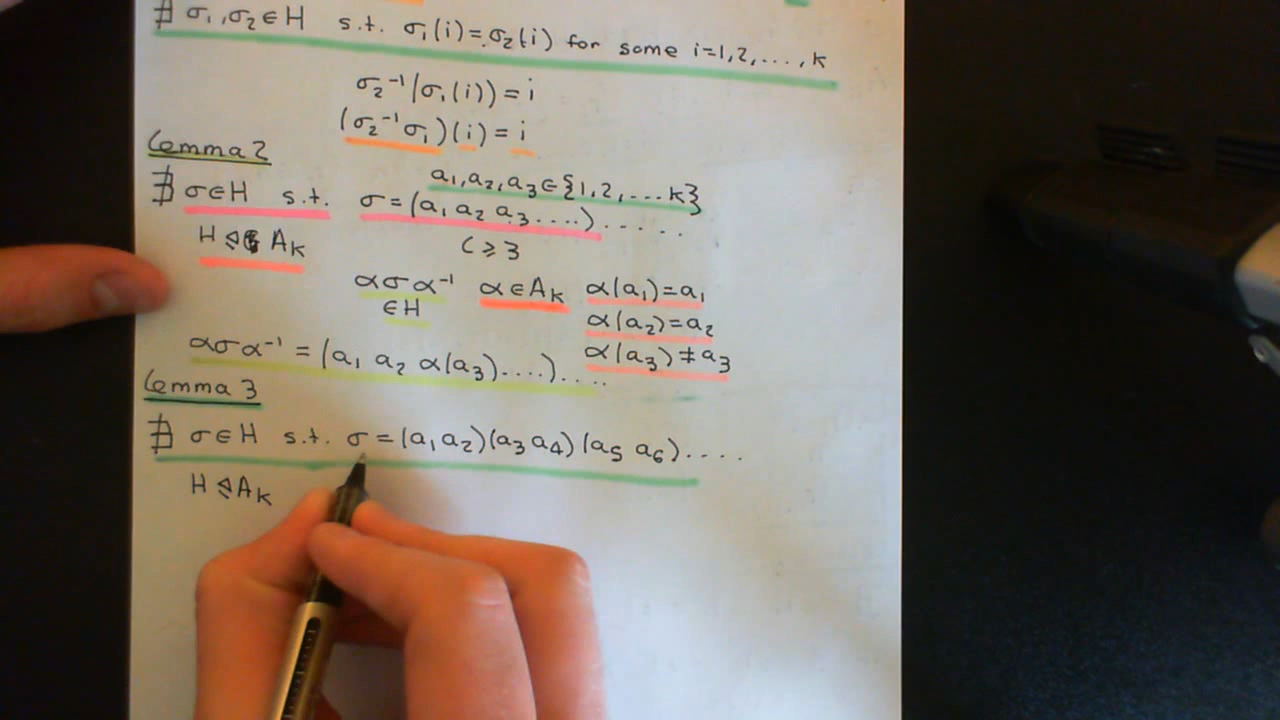 ∄ σ₁,σ₂∈H s.t. σ₁(i)=σ₂(i) for some i=1,2,...,k
σ₂⁻¹(σ₁(i))=i
(σ₂⁻¹σ₁)(i)=i
Lemma 2
a₁,a₂,a₃∈{1,2,...k}
∄ σ∈H s.t. σ=(a₁ a₂ a₃....).....
H⊴ A_K C⩾3
ασα⁻¹ α∈A_K α(a₁)=a₁
∈H α(a₂)=a₂
ασα⁻¹=(a₁ a₂ α(a₃)....).... α(a₃)≠a₃
Lemma 3
∄ σ∈H s.t. σ=(a₁a₂)(a₃a₄)(a₅ a₆)....
H⊴A_K